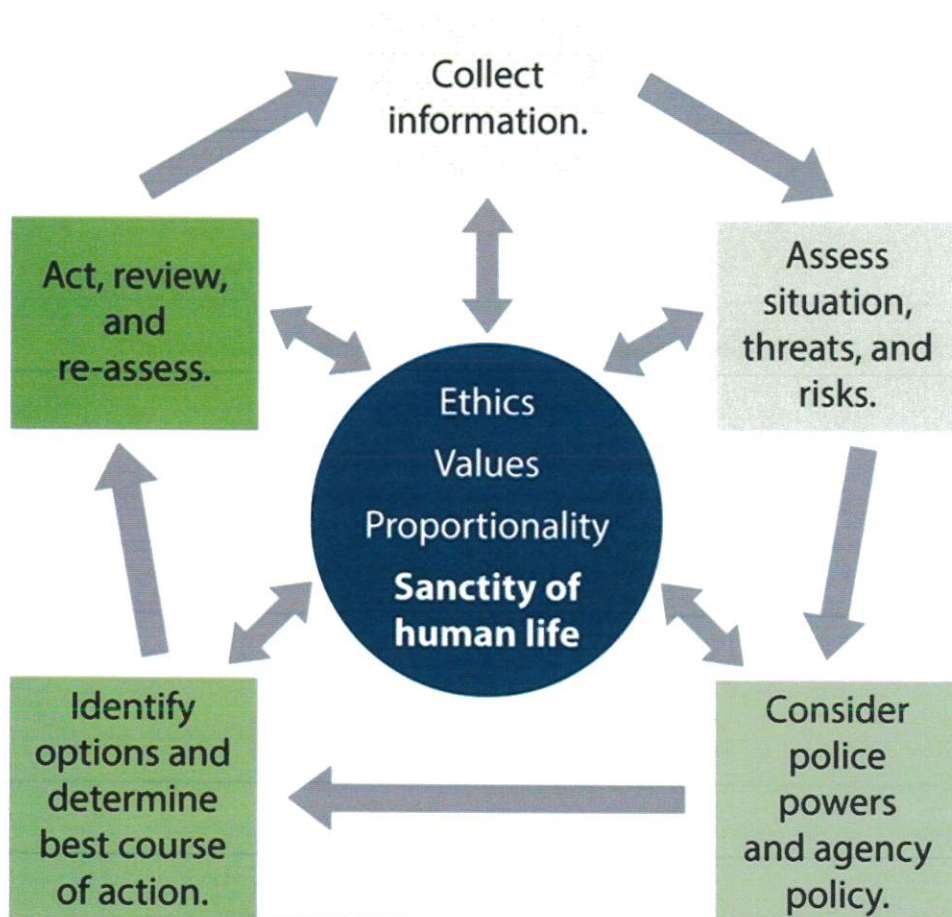 Collect
information.
Assess
situation,
threats, and
risks.
Consider
police
powers
and agency
policy.
Identify
options and
determine
best course
of action.
Act, review,
and
re-assess.
Ethics
Values
Proportionality
Sanctity of
human life